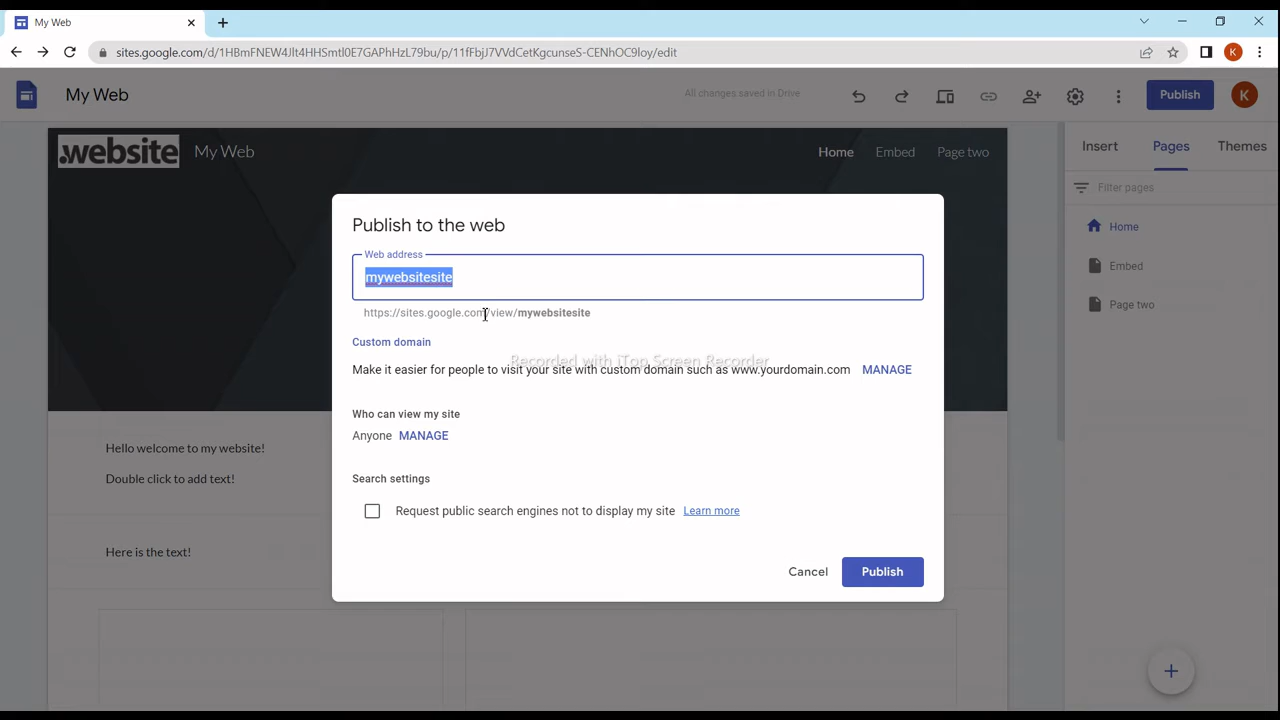 My Web
sites.google.com/d/1HBmFNEW4Jlt4HHSmtl0E7GAPhHzL79bu/p/11fFbjJ7VVdCetKgcunseS-CENhOC9loy/edit
K
My Web
All changes saved in Drive
Publish
K
.website
My Web
Home
Embed
Page two
Insert
Pages
Themes
Filter pages
Home
Embed
Page two
Publish to the web
Web address
mywebsitesite
https://sites.google.com/view/mywebsitesite
Custom domain
Recorded with iTop Screen Recorder
Make it easier for people to visit your site with custom domain such as www.yourdomain.com MANAGE
Who can view my site
Anyone MANAGE
Search settings
Request public search engines not to display my site Learn more
Cancel
Publish
Hello welcome to my website!
Double click to add text!
Here is the text!